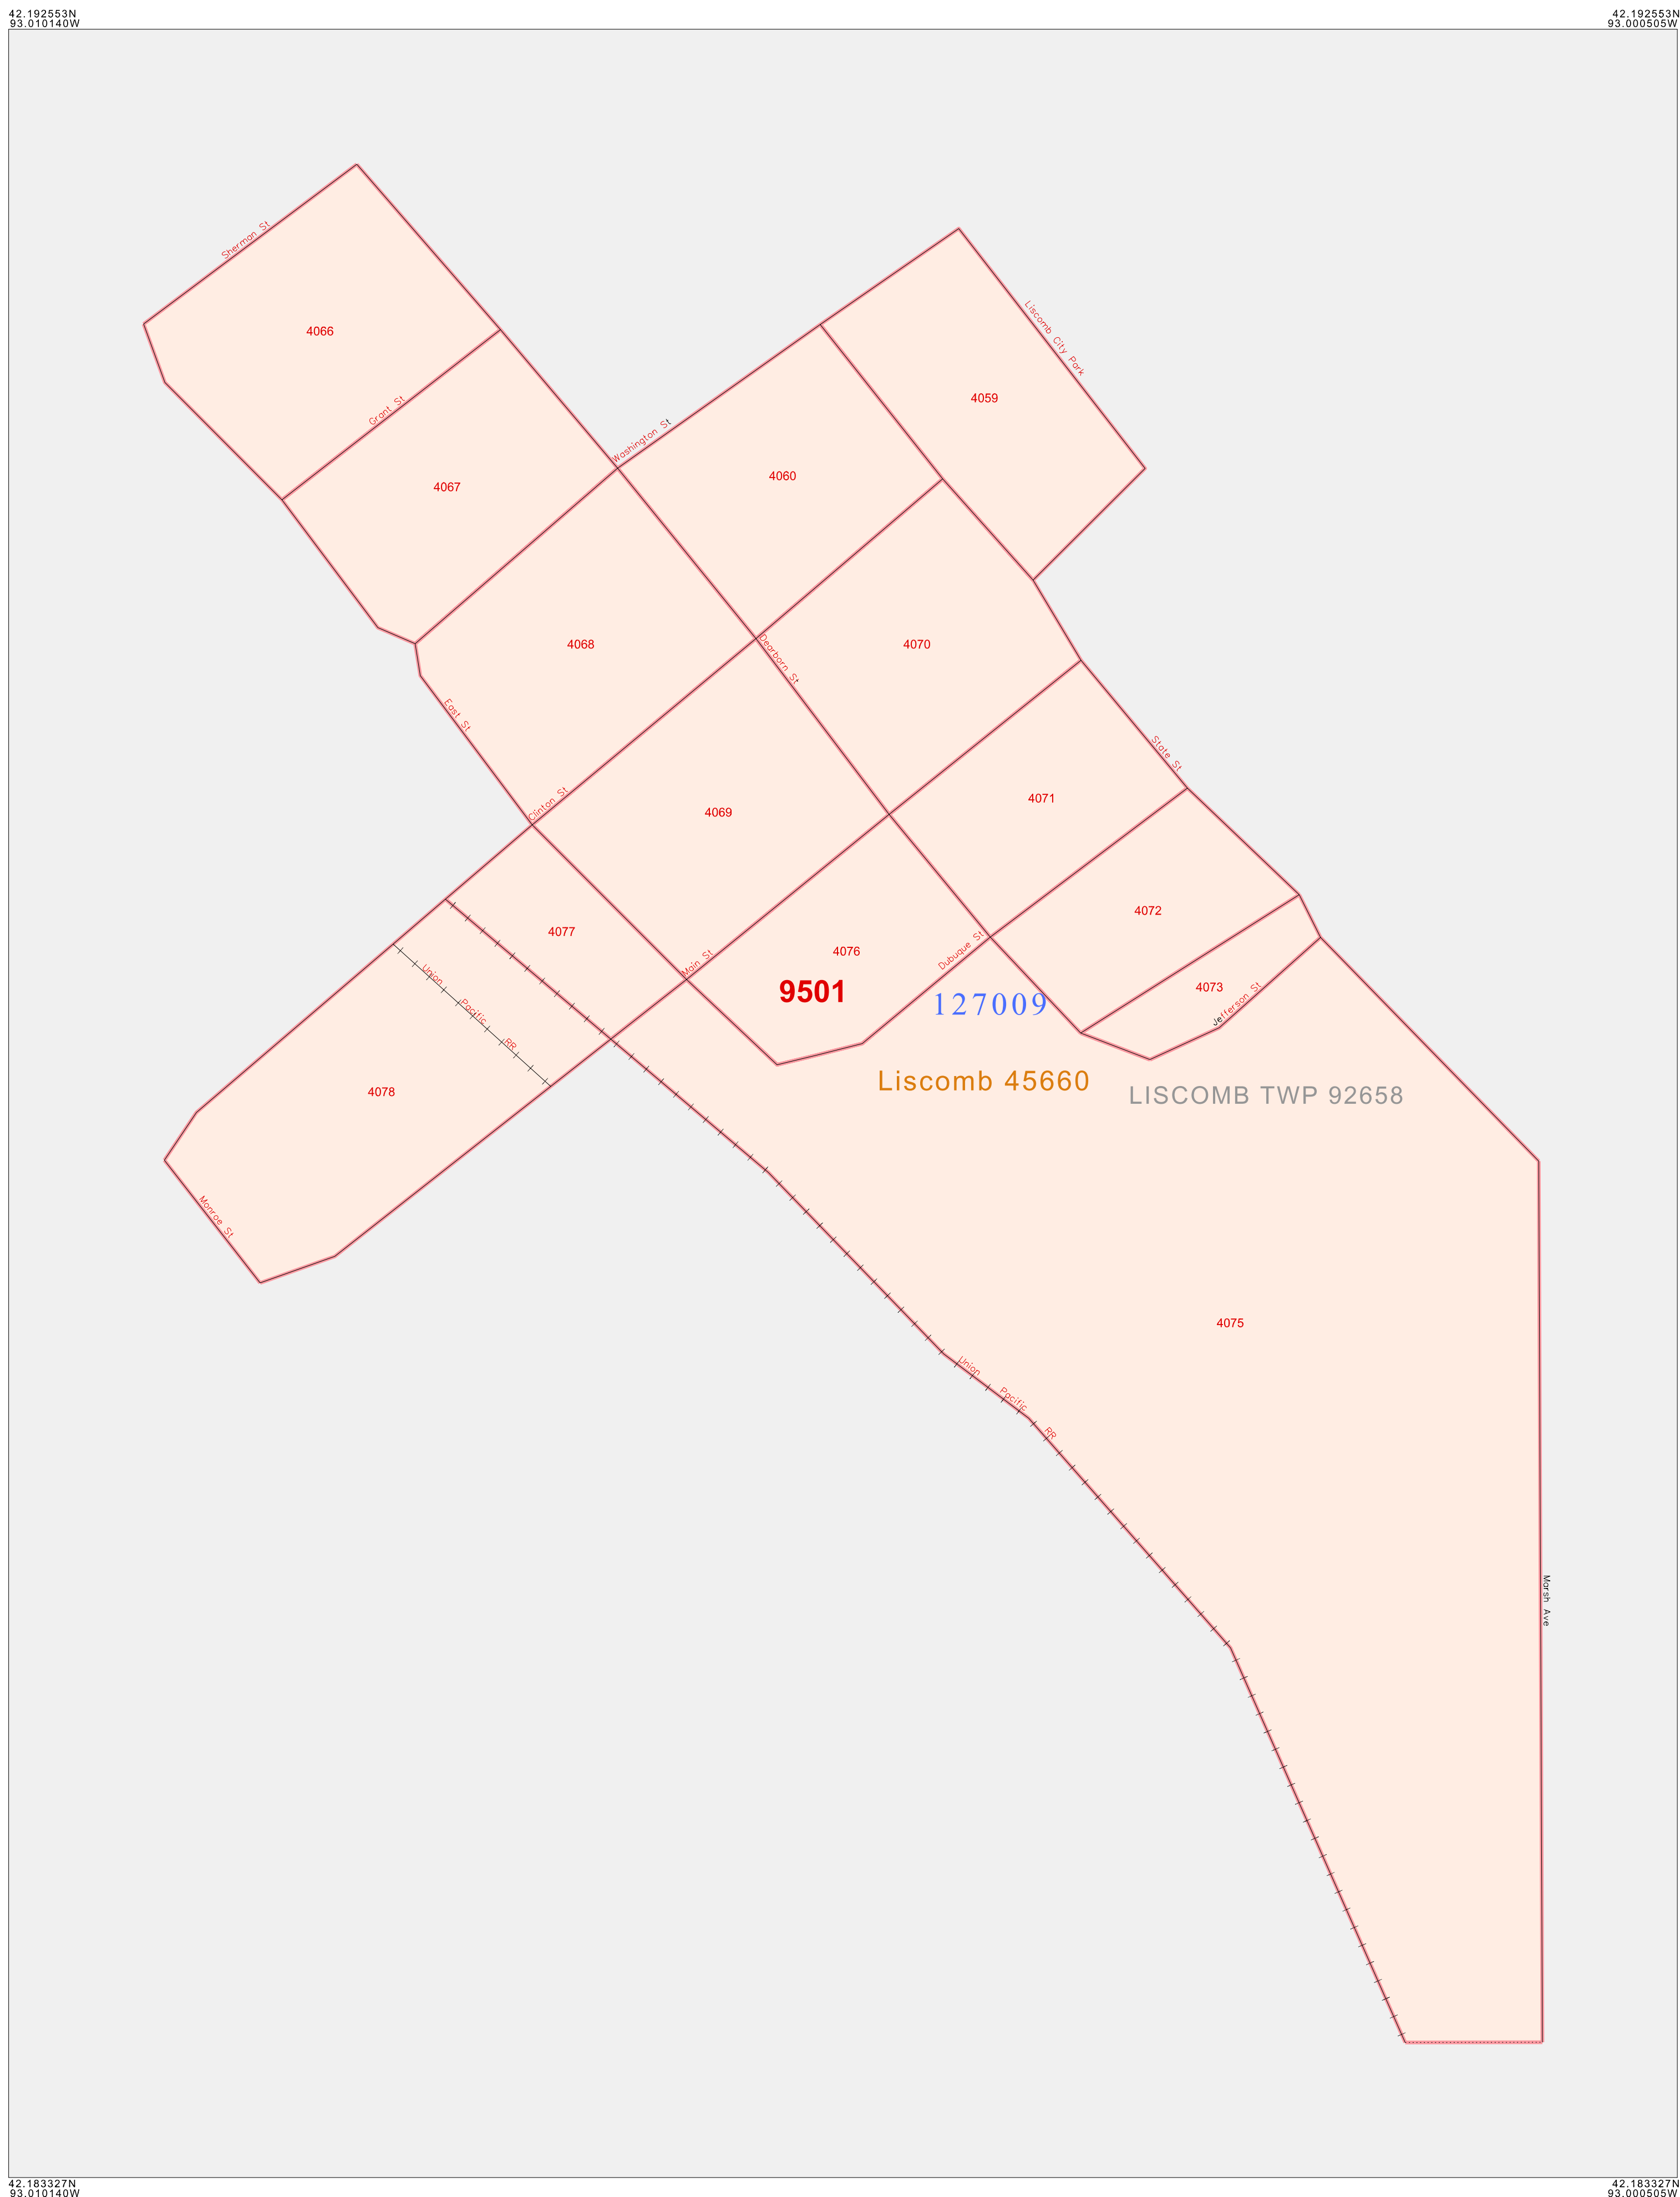 42.192553N
93.010140W
42.192553N
93.000505W
Sherman St
4066
Liscomb City Park
4059
Grant St
Washington St
4060
4067
4068
Dearborn St
4070
East St
State St
Clinton St
4071
4069
4072
4077
4076
Dubuque St
Main St
9501
127009
4073
Jefferson St
Union Pacific RR
Liscomb 45660
LISCOMB TWP 92658
4078
Monroe St
4075
Union Pacific RR
Marsh Ave
42.183327N
93.010140W
42.183327N
93.000505W